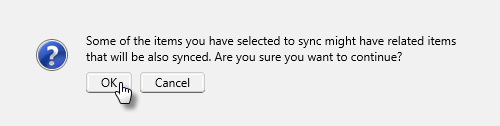 Some of the items you have selected to sync might have related items
that will be also synced. Are you sure you want to continue?
OK Cancel